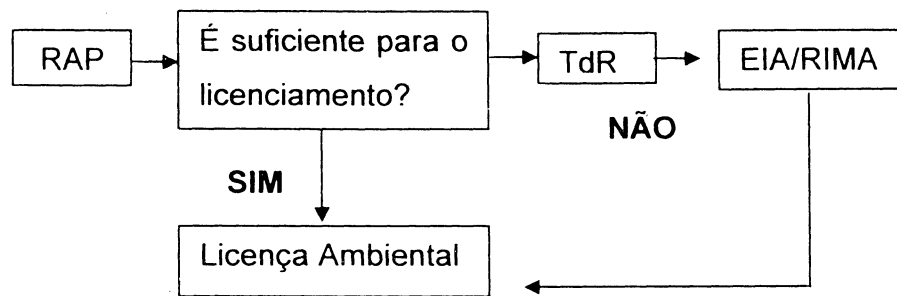 RAP
É suficiente para o
licenciamento?
TdR
EIA/RIMA
NÃO
SIM
Licença Ambiental